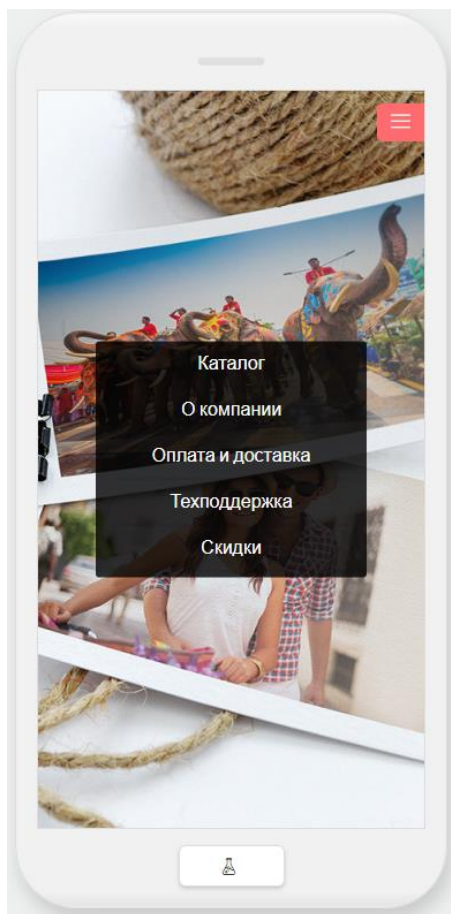 Каталог
О компании
Оплата и доставка
Техподдержка
Скидки